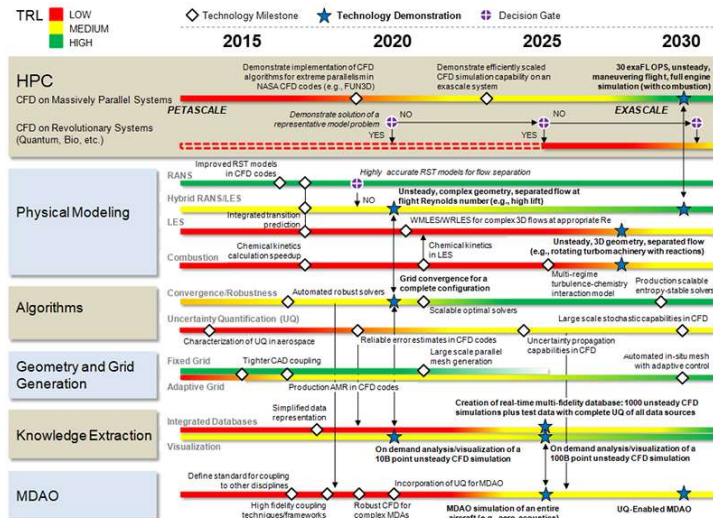 TRL
LOW
MEDIUM
HIGH
Technology Milestone
Technology Demonstration
Decision Gate
2015
2020
2025
2030
HPC
CFD on Massively Parallel Systems
CFD on Revolutionary Systems
(Quantum, Bio, etc.)
Demonstrate implementation of CFD
algorithms for extreme parallelism in
NASA CFD codes (e.g., FUN3D)
Demonstrate efficiently scaled
CFD simulation capability on an
exascale system
30 exaFLOPS, unsteady,
maneuvering flight, full engine
simulation (with combustion)
PETASCALE
EXASCALE
Demonstrate solution of a
representative model problem
NO
NO
YES
YES
Physical Modeling
RANS
Improved RST models
in CFD codes
Highly accurate RST models for flow separation
Hybrid RANS/LES
NO
Unsteady, complex geometry, separated flow at
flight Reynolds number (e.g., high lift)
LES
Integrated transition
prediction
WMLES/WRLES for complex 3D flows at appropriate Re
Chemical kinetics
calculation speedup
Chemical kinetics
in LES
Unsteady, 3D geometry, separated flow
(e.g., rotating turbomachinery with reactions)
Combustion
Grid convergence for a
complete configuration
Multi-regime
turbulence-chemistry
interaction model
Production scalable
entropy-stable solvers
Algorithms
Convergence/Robustness
Automated robust solvers
Scalable optimal solvers
Uncertainty Quantification (UQ)
Large scale stochastic capabilities in CFD
Characterization of UQ in aerospace
Reliable error estimates in CFD codes
Uncertainty propagation
capabilities in CFD
Geometry and Grid
Generation
Fixed Grid
Tighter CAD coupling
Large scale parallel
mesh generation
Automated in-situ mesh
with adaptive control
Adaptive Grid
Production AMR in CFD codes
Knowledge Extraction
Integrated Databases
Simplified data
representation
Creation of real-time multi-fidelity database: 1000 unsteady CFD
simulations plus test data with complete UQ of all data sources
Visualization
On demand analysis/visualization of a
10B point unsteady CFD simulation
On demand analysis/visualization of a
100B point unsteady CFD simulation
MDAO
Define standard for coupling
to other disciplines
Incorporation of UQ for MDAO
High fidelity coupling
techniques/frameworks
Robust CFD for
complex MDAs
MDAO simulation of an entire
aircraft (e.g., aero-acoustics)
UQ-Enabled MDAO